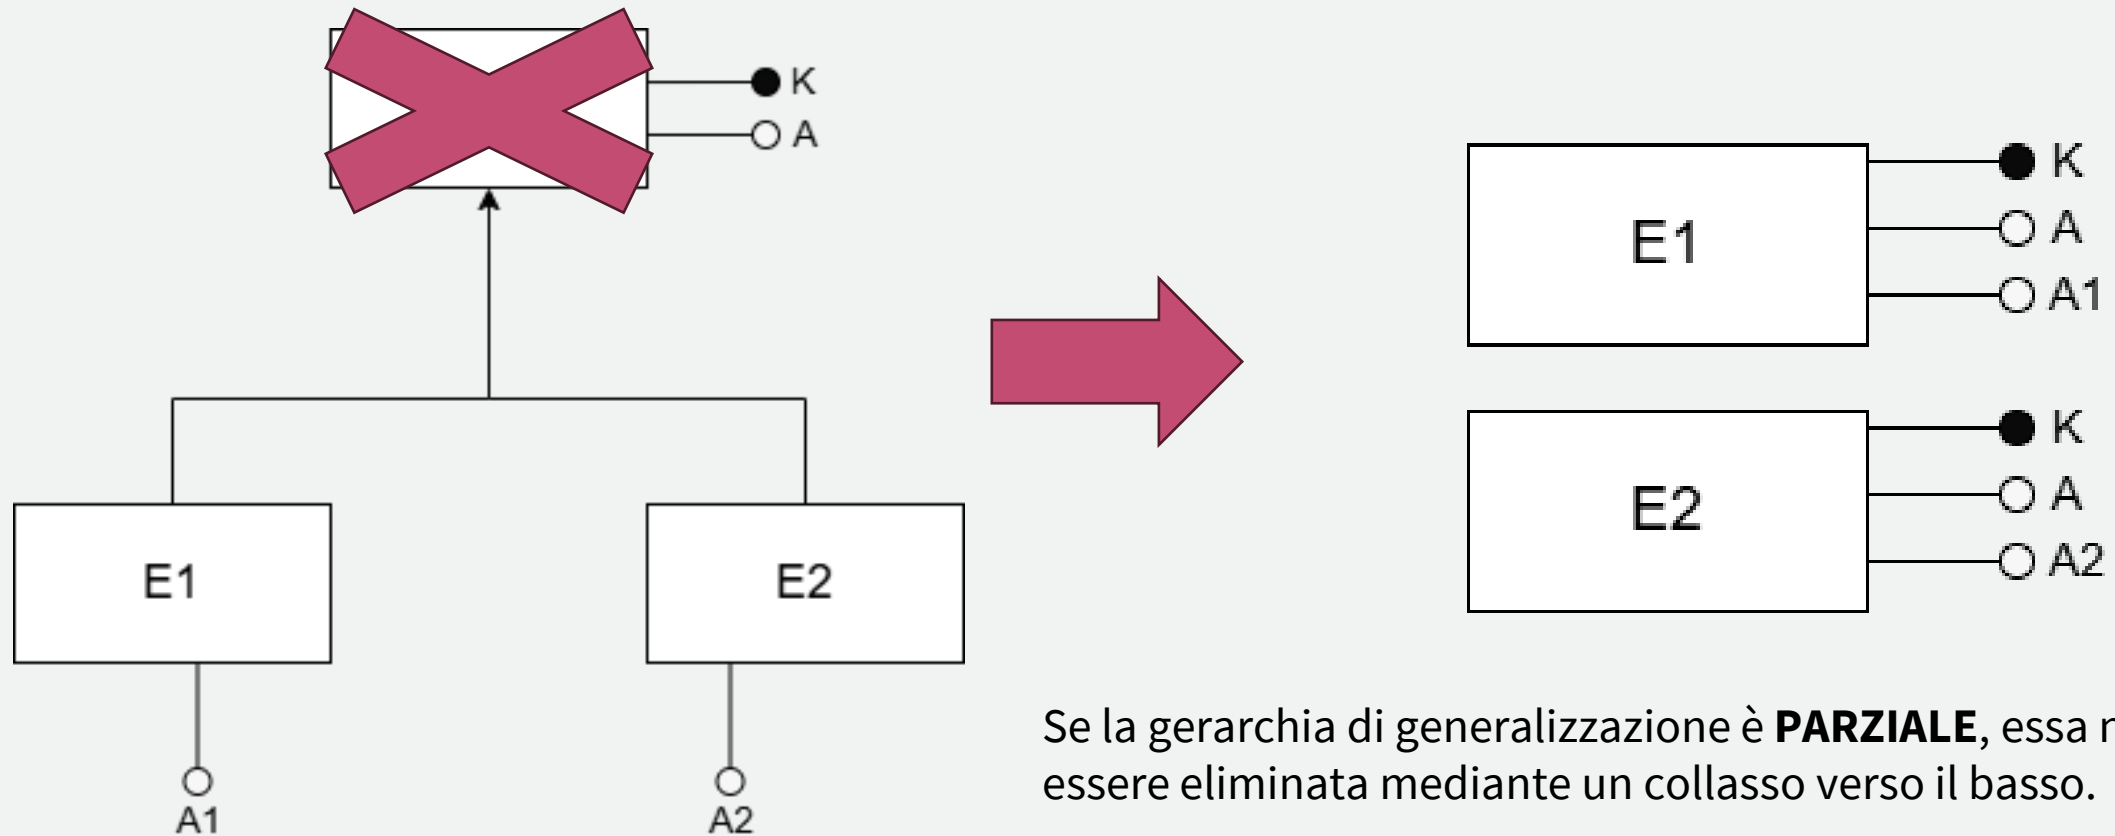 K
A
E1
E2
A1
A2
E1
K
A
A1
E2
K
A
A2
Se la gerarchia di generalizzazione è PARZIALE, essa
essere eliminata mediante un collasso verso il basso.